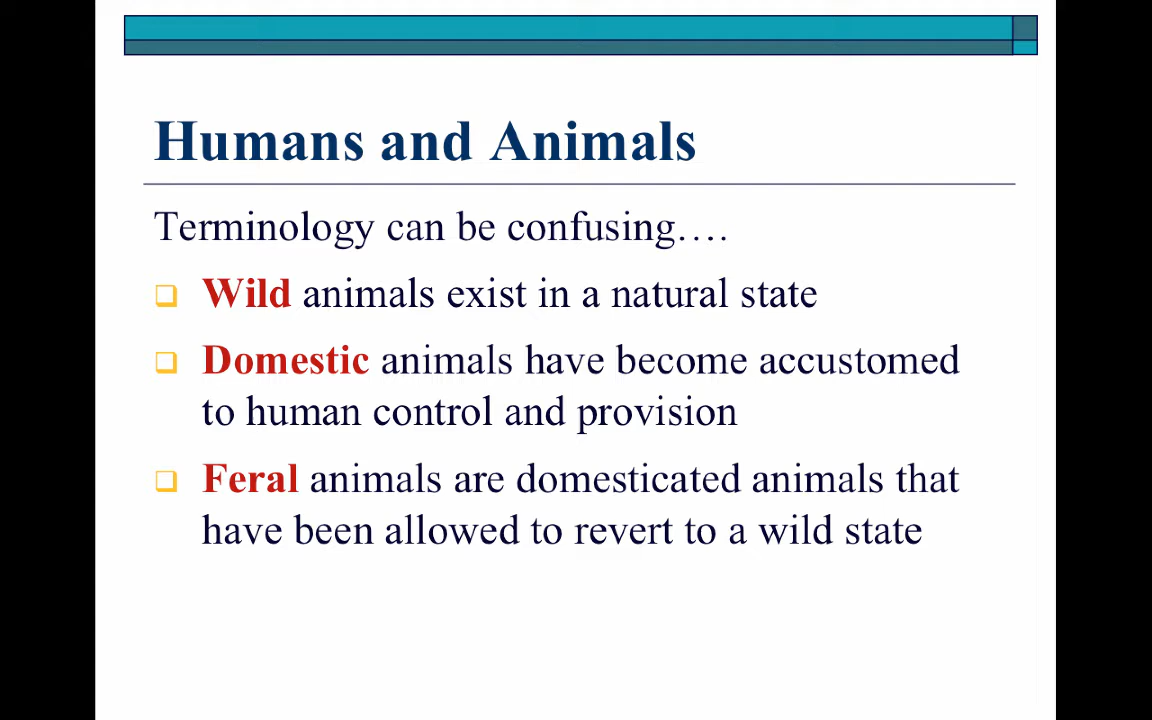 Humans and Animals
Terminology can be confusing….
Wild animals exist in a natural state
Domestic animals have become accustomed
to human control and provision
Feral animals are domesticated animals that
have been allowed to revert to a wild state